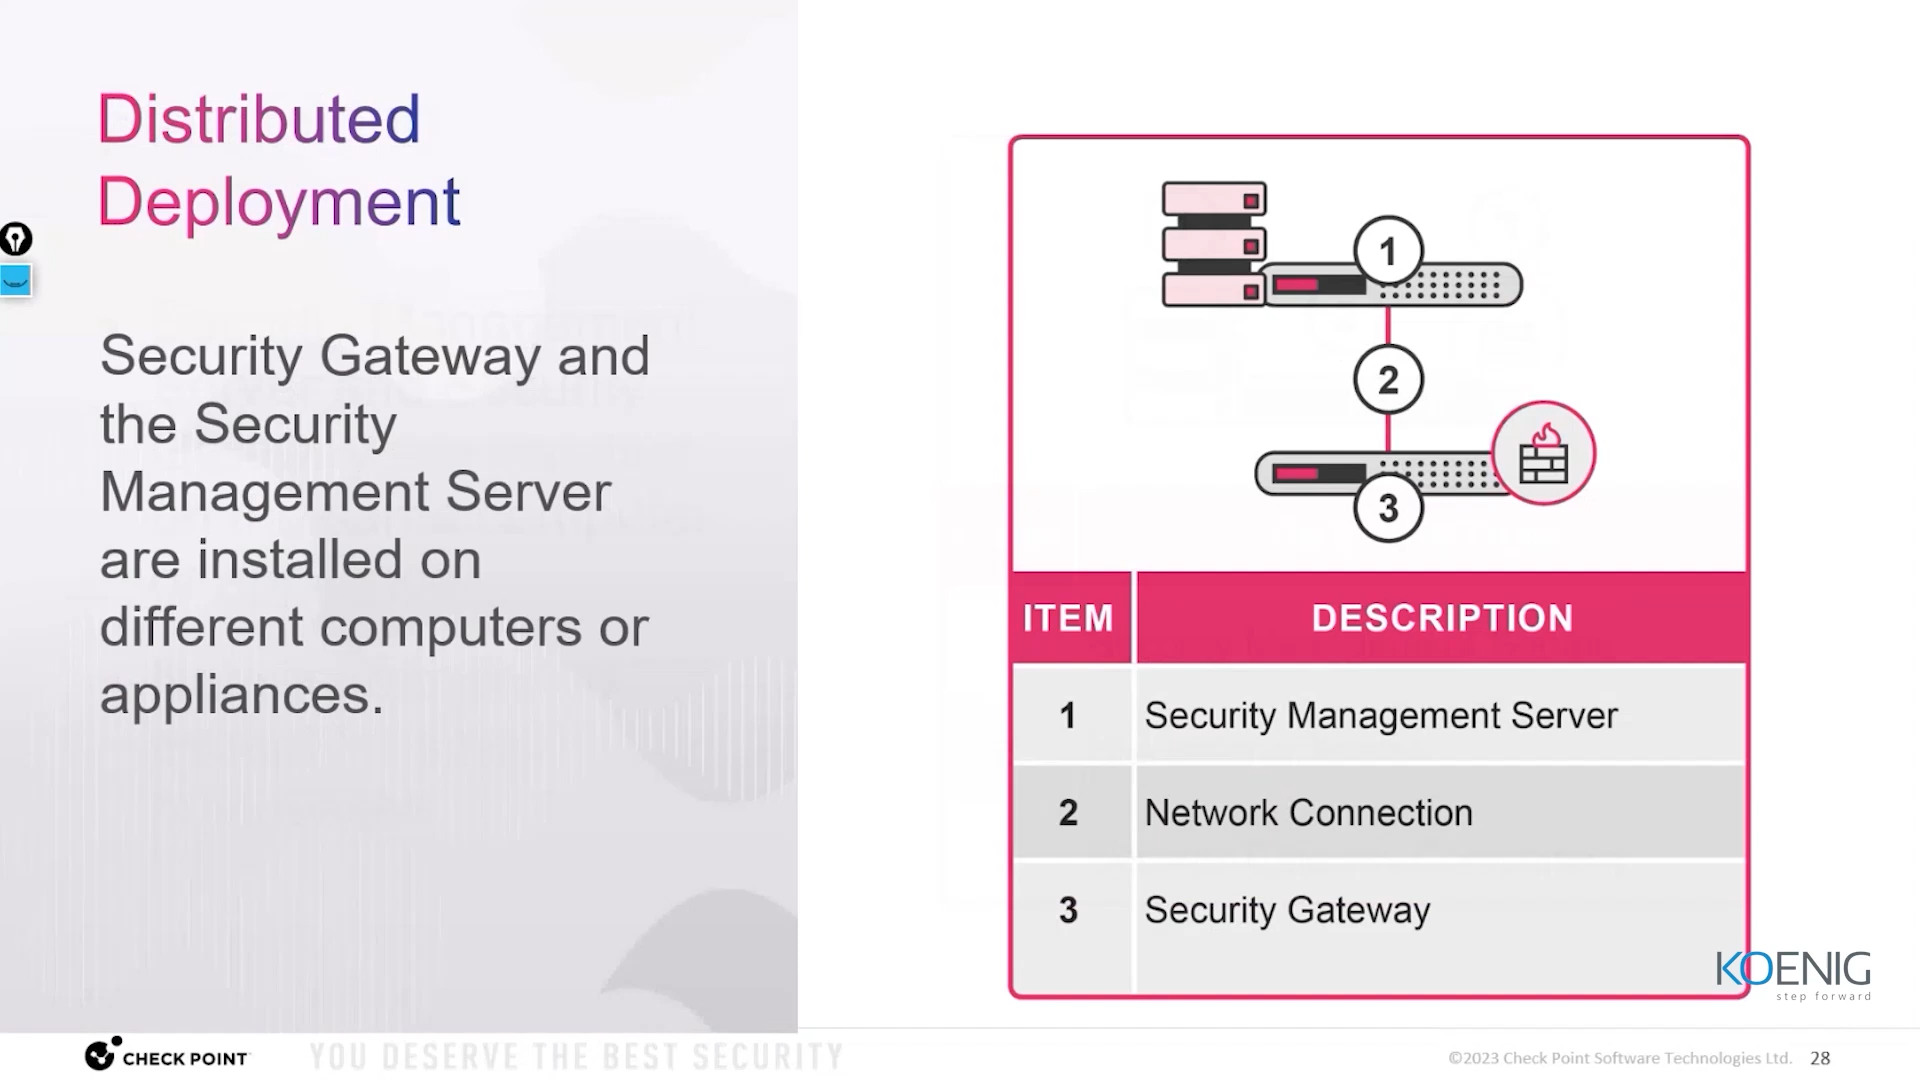 Distributed
Deployment
Security Gateway and
the Security
Management Server
are installed on
different computers or
appliances.
1
2
3
ITEM DESCRIPTION
1 Security Management Server
2 Network Connection
3 Security Gateway
KOENIG
step forward
CHECK POINT
YOU DESERVE THE BEST SECURITY
©2023 Check Point Software Technologies Ltd. 28